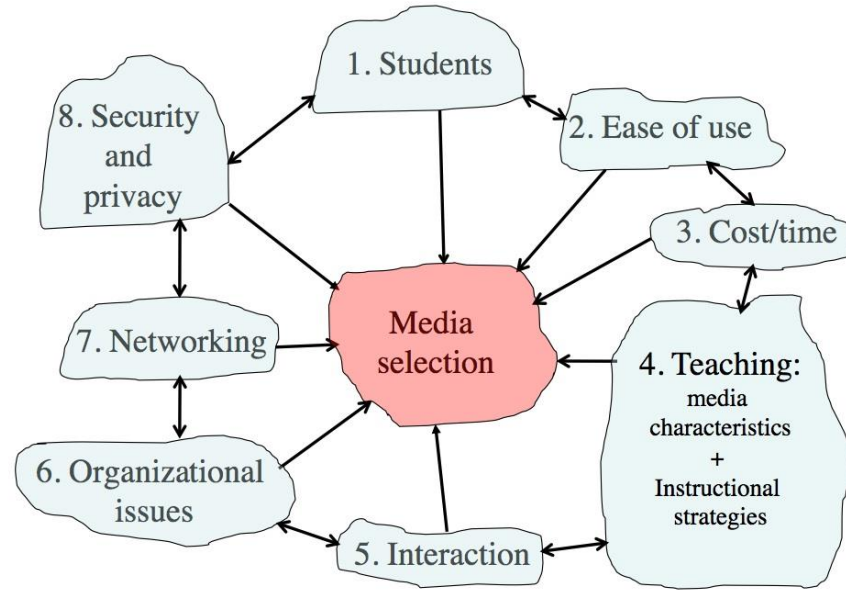 1. Students
2. Ease of use
3. Cost/time
4. Teaching:
media
characteristics
+
Instructional
strategies
5. Interaction
6. Organizational
issues
7. Networking
8. Security
and
privacy
Media
selection